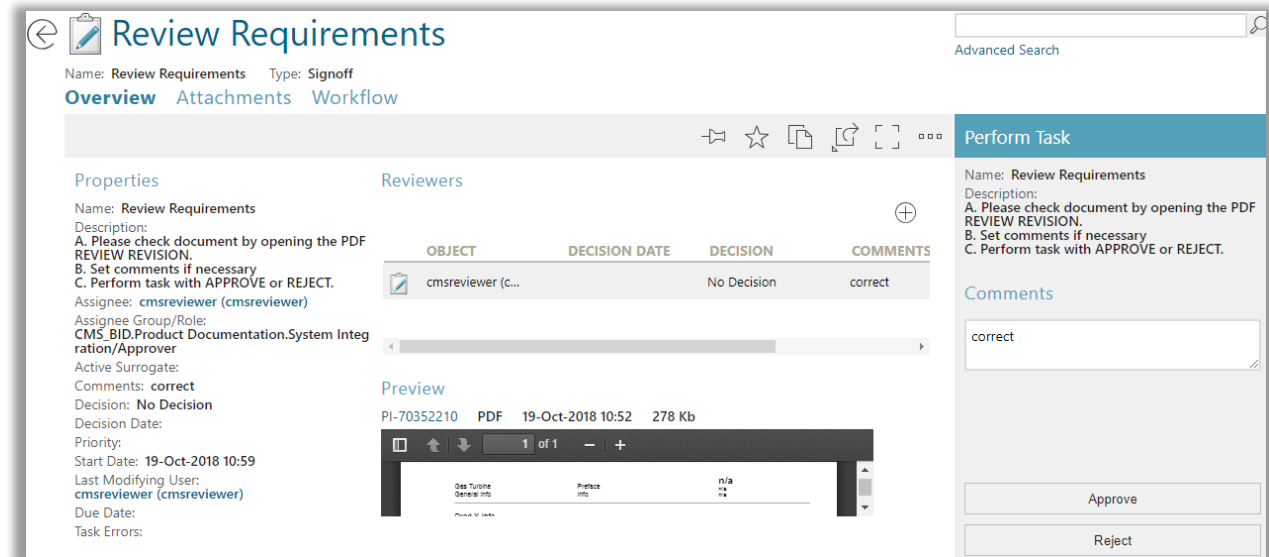 Review Requirements
Advanced Search
Name: Review Requirements Type: Signoff
Overview Attachments Workflow
Properties
Name: Review Requirements
Description:
A. Please check document by opening the PDF
REVIEW REVISION.
B. Set comments if necessary
C. Perform task with APPROVE or REJECT.
Assignee: cmsreviewer (cmsreviewer)
Assignee Group/Role:
CMS_BID.Product Documentation.System Integ
ration/Approver
Active Surrogate:
Comments: correct
Decision: No Decision
Decision Date:
Priority:
Start Date: 19-Oct-2018 10:59
Last Modifying User:
cmsreviewer (cmsreviewer)
Due Date:
Task Errors:
Reviewers
OBJECT DECISION DATE DECISION COMMENTS
cmsreviewer (c... No Decision correct
Preview
PI-70352210 PDF 19-Oct-2018 10:52 278 Kb
1 of 1
Gas Turbine Preface n/a
General Info Info n/a
n/a
Perform Task
Name: Review Requirements
Description:
A. Please check document by opening the PDF
REVIEW REVISION.
B. Set comments if necessary
C. Perform task with APPROVE or REJECT.
Comments
correct
Approve
Reject